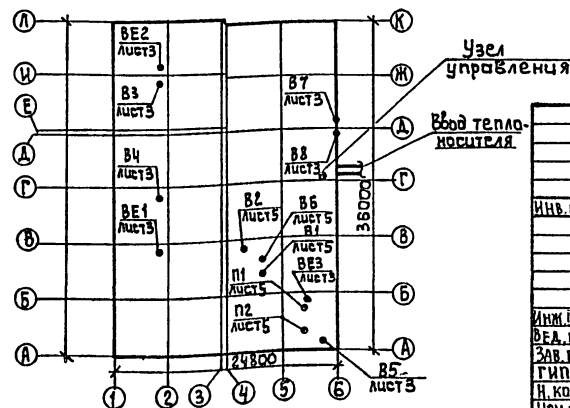 Л
К
ВЕ2
ЛИСТ3
Узел
управления
И
Ж
В3
ЛИСТ3
В7
ЛИСТ3
Е
Д
Д
Ввод тепло-
носителя
В4
ЛИСТ3
В8
ЛИСТ3
Г
Г
36000
ВЕ1
ЛИСТ3
В2
ЛИСТ5
В6
ЛИСТ5
В1
ЛИСТ5
ИНВ.
В
В
П1
ЛИСТ5
ВЕ3
ЛИСТ3
Б
Б
П2
ЛИСТ5
А
А
24800
В5
ЛИСТ3
1
2
3
4
5
6
ИНЖ.
ВЕД.
ЗАВ.
ГИП
Н.КО